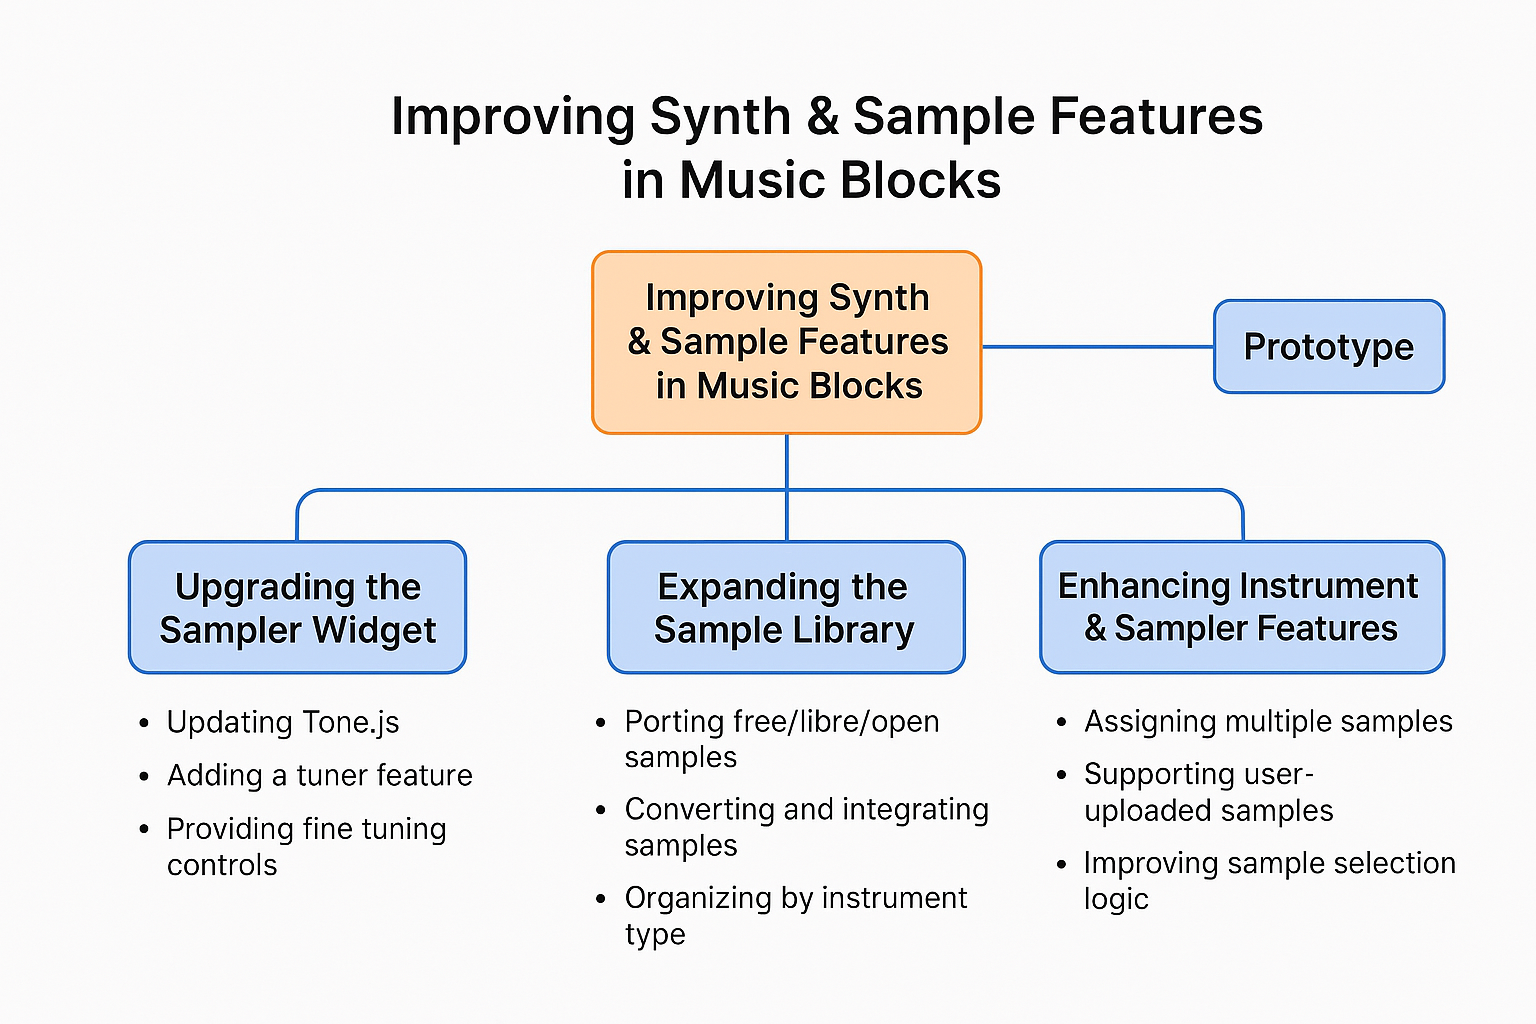 Improving Synth & Sample Features
in Music Blocks
Improving Synth
& Sample Features
in Music Blocks
Prototype
Upgrading the
Sampler Widget
• Updating Tone.js
• Adding a tuner feature
• Providing fine tuning
controls
Expanding the
Sample Library
• Porting free/libre/open
samples
• Converting and integrating
samples
• Organizing by instrument
type
Enhancing Instrument
& Sampler Features
• Assigning multiple samples
• Supporting user-
uploaded samples
• Improving sample selection
logic